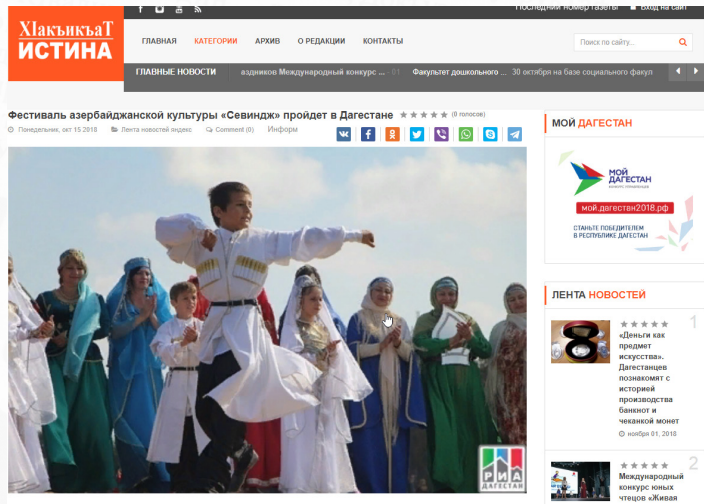 Последний номер газеты Вход на сайт
ХIакъикъаТ
ИСТИНА
ГЛАВНАЯ КАТЕГОРИИ АРХИВ О РЕДАКЦИИ КОНТАКТЫ
Поиск по сайту...
ГЛАВНЫЕ НОВОСТИ аздников Международный конкурс ... - 01 Факультет дошкольного ... 30 октября на базе социального факул
Фестиваль азербайджанской культуры «Севиндж» пройдет в Дагестане (0 голосов)
Понедельник, окт 15 2018 Лента новостей яндекс Comment (0) Информ
РИА
ДАГЕСТАН
МОЙ ДАГЕСТАН
МОЙ
ДАГЕСТАН
мой.дагестан2018.рф
СТАНЬТЕ ПОБЕДИТЕЛЕМ
В РЕСПУБЛИКЕ ДАГЕСТАН
ЛЕНТА НОВОСТЕЙ
1
«Деньги как
предмет
искусства».
Дагестанцев
познакомят с
историей
производства
банкнот и
чеканкой монет
ноября 01, 2018
2
Международный
конкурс юных
чтецов «Живая